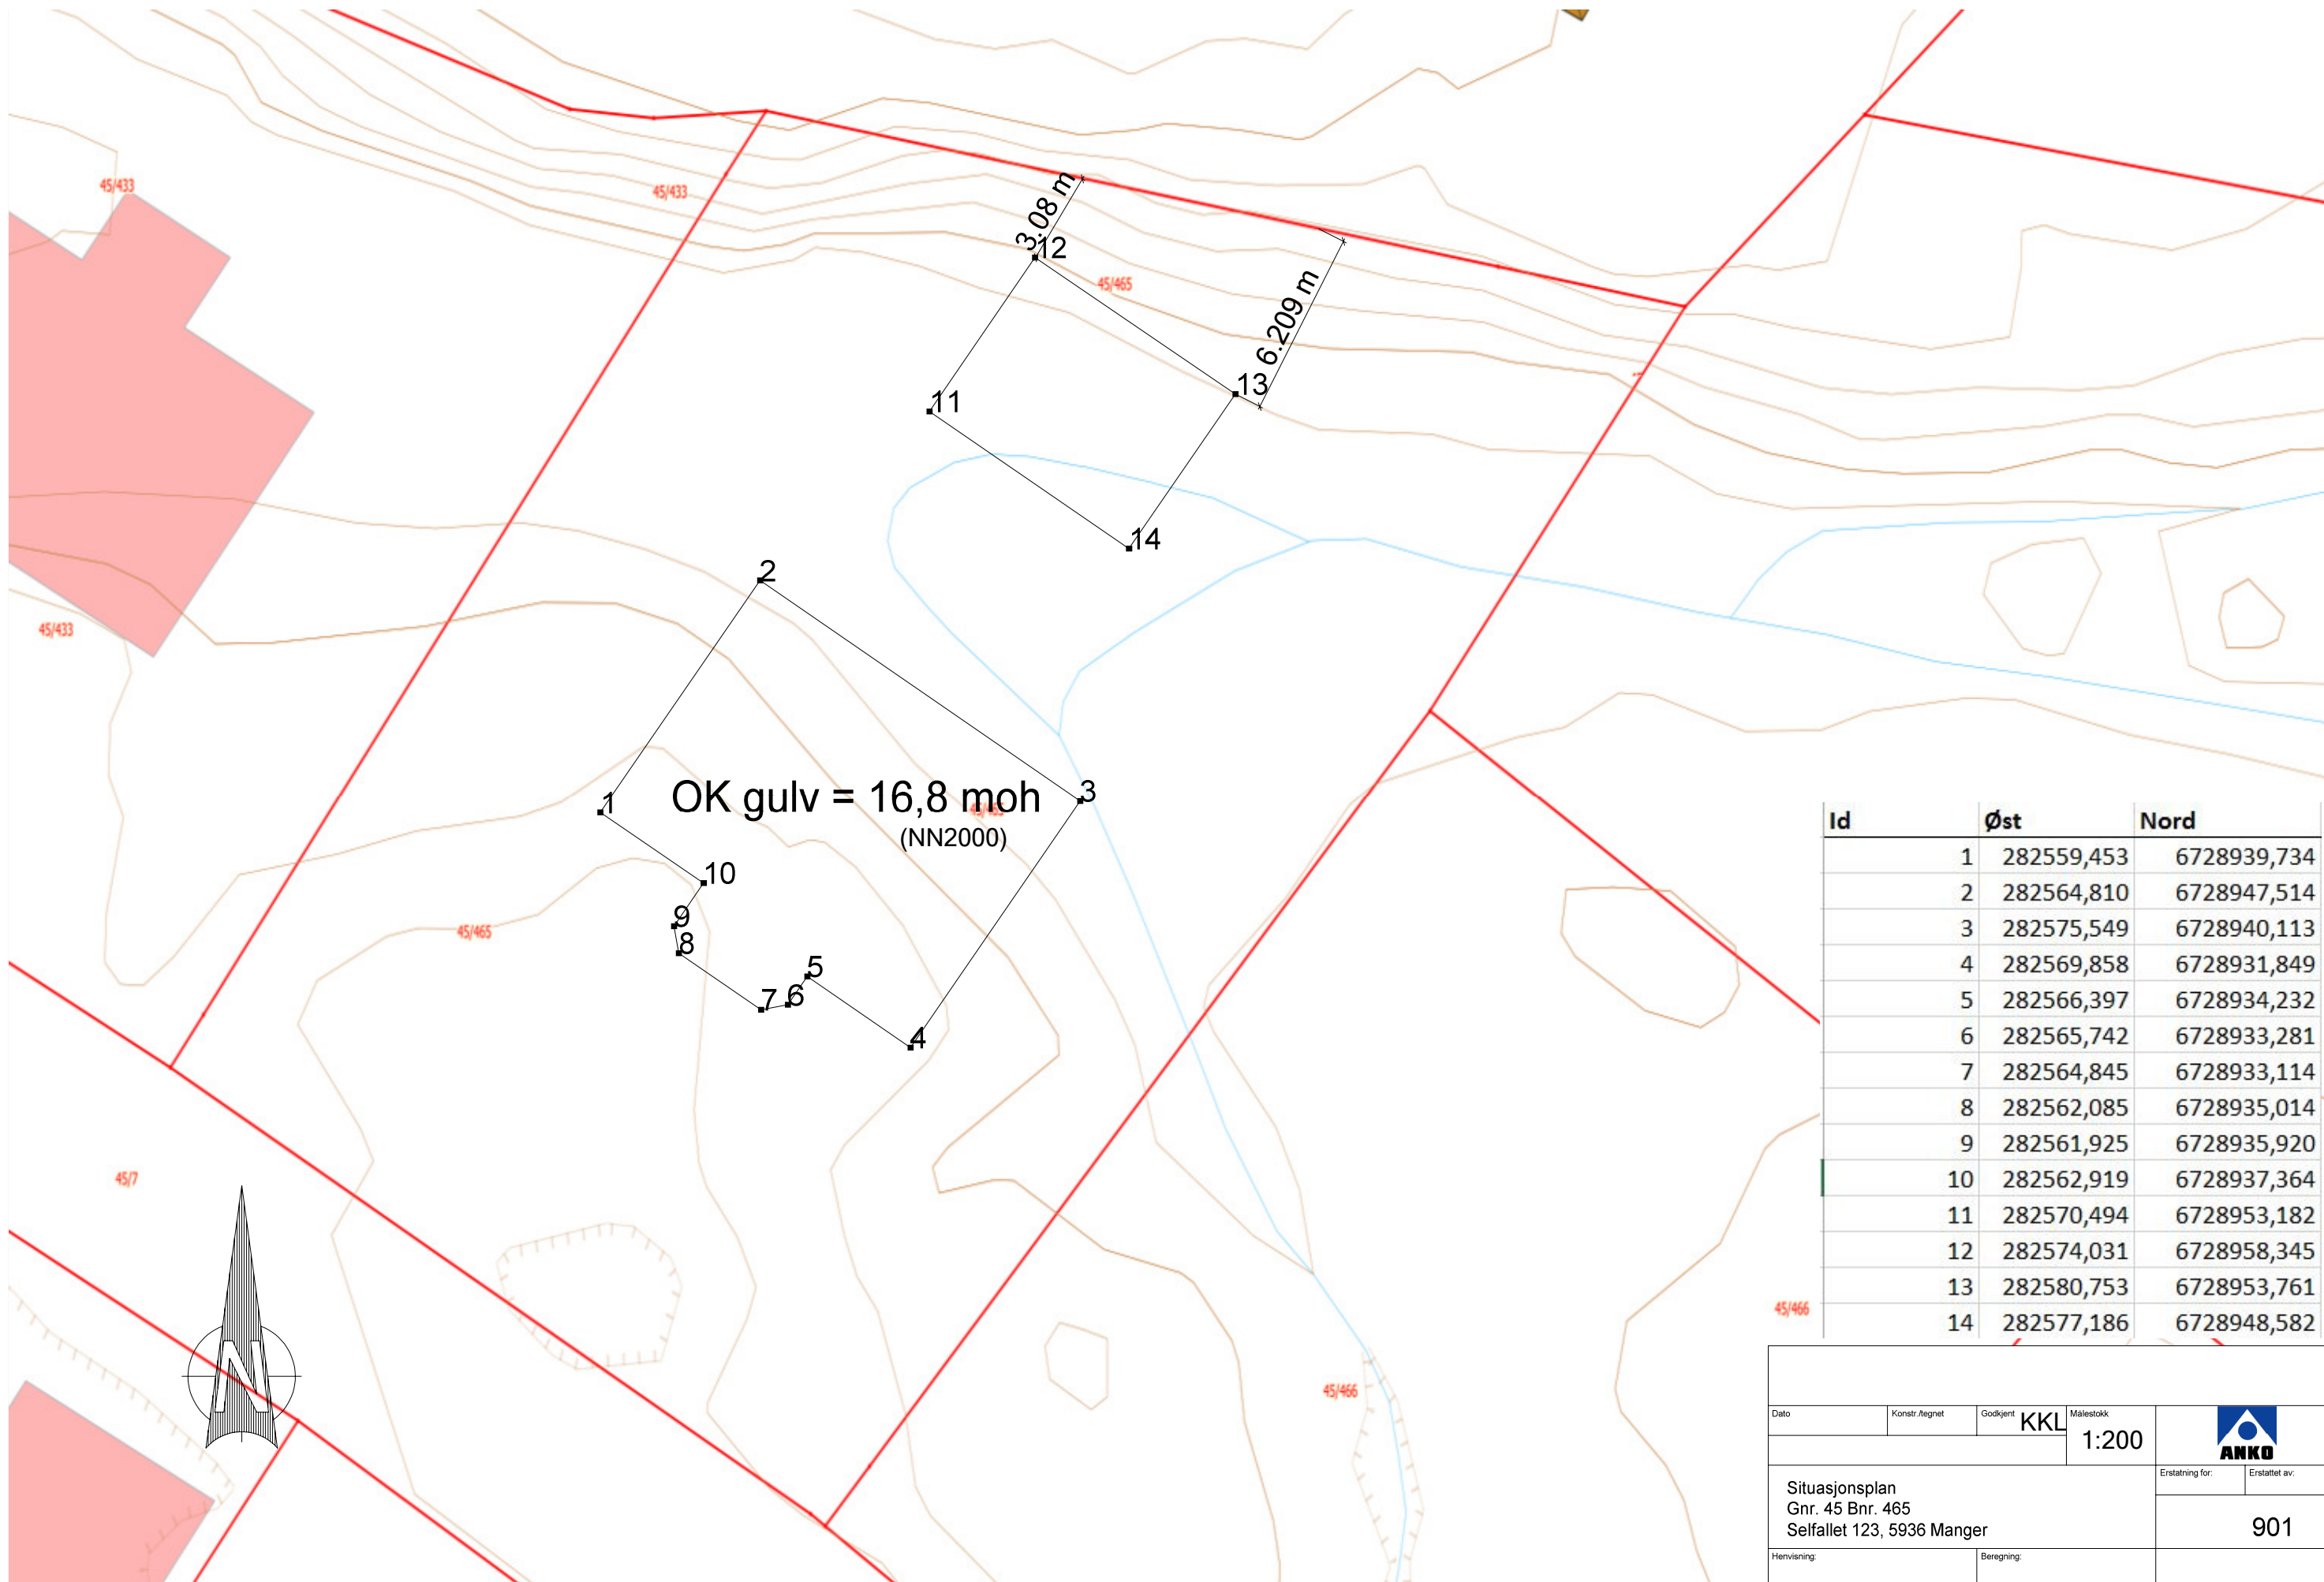 45/433
45/433
3.08 m
12
45/465
6.209 m
13
11
14
2
45/433
1
OK gulv = 16,8 moh
(NN2000)
3
10
9
8
45/465
5
7
6
4
45/7
N
45/466
45/466
Id Øst Nord
1 282559,453 6728939,734
2 282564,810 6728947,514
3 282575,549 6728940,113
4 282569,858 6728931,849
5 282566,397 6728934,232
6 282565,742 6728933,281
7 282564,845 6728933,114
8 282562,085 6728935,014
9 282561,925 6728935,920
10 282562,919 6728937,364
11 282570,494 6728953,182
12 282574,031 6728958,345
13 282580,753 6728953,761
14 282577,186 6728948,582
Dato Konstr./tegnet Godkjent KKL Målestokk
1:200
ANKO
Erstatning for: Erstattet av:
Situasjonsplan
Gnr. 45 Bnr. 465
Selfallet 123, 5936 Manger
901
Henvisning: Beregning: